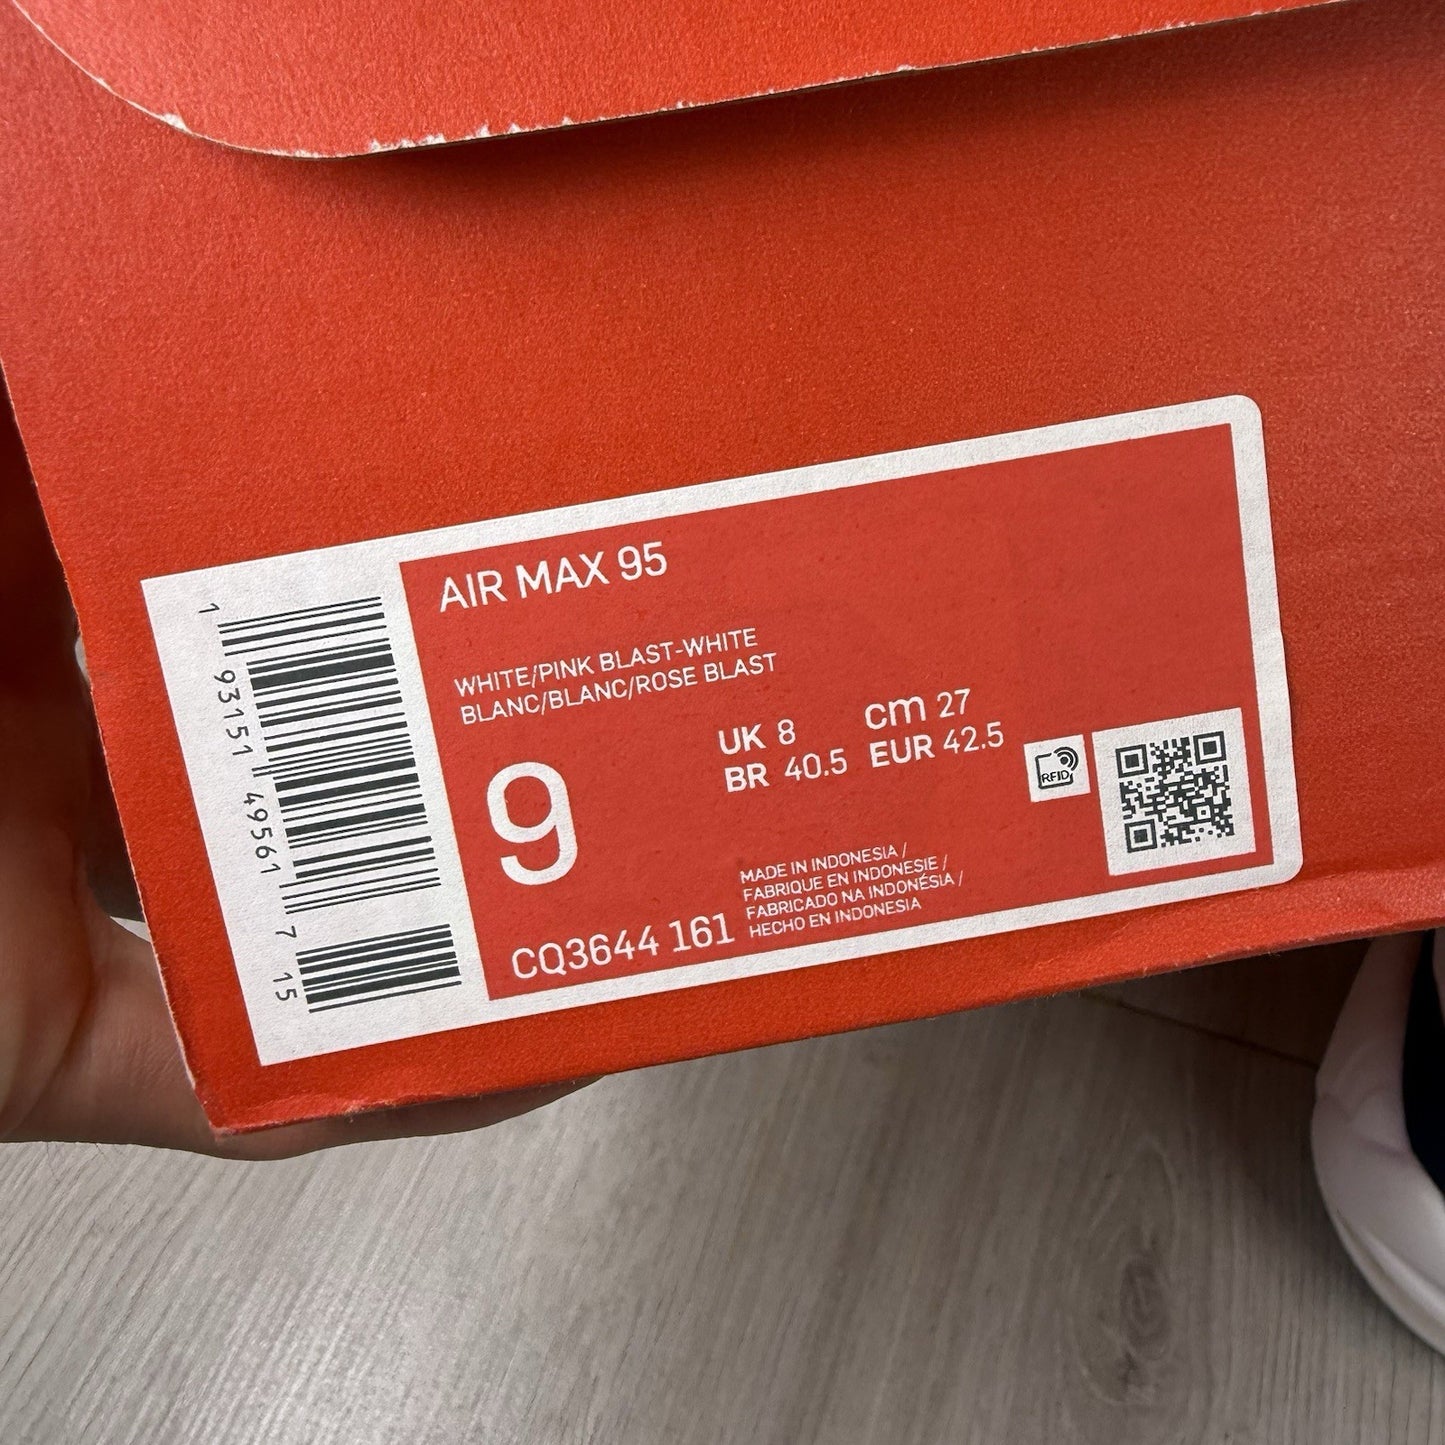 AIR MAX 95
WHITE/PINK BLAST-WHITE
BLANC/BLANC/ROSE BLAST
9
UK 8
cm 27
BR 40.5
EUR 42.5
RFID
CQ3644 161
MADE IN INDONESIA /
FABRIQUE EN INDONESIE /
FABRICADO NA INDONÉSIA /
HECHO EN INDONESIA
1 93151 49561 7 15